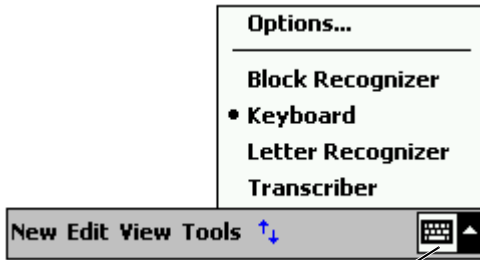 Options...
Block Recognizer
Keyboard
Letter Recognizer
Transcriber
New Edit View Tools